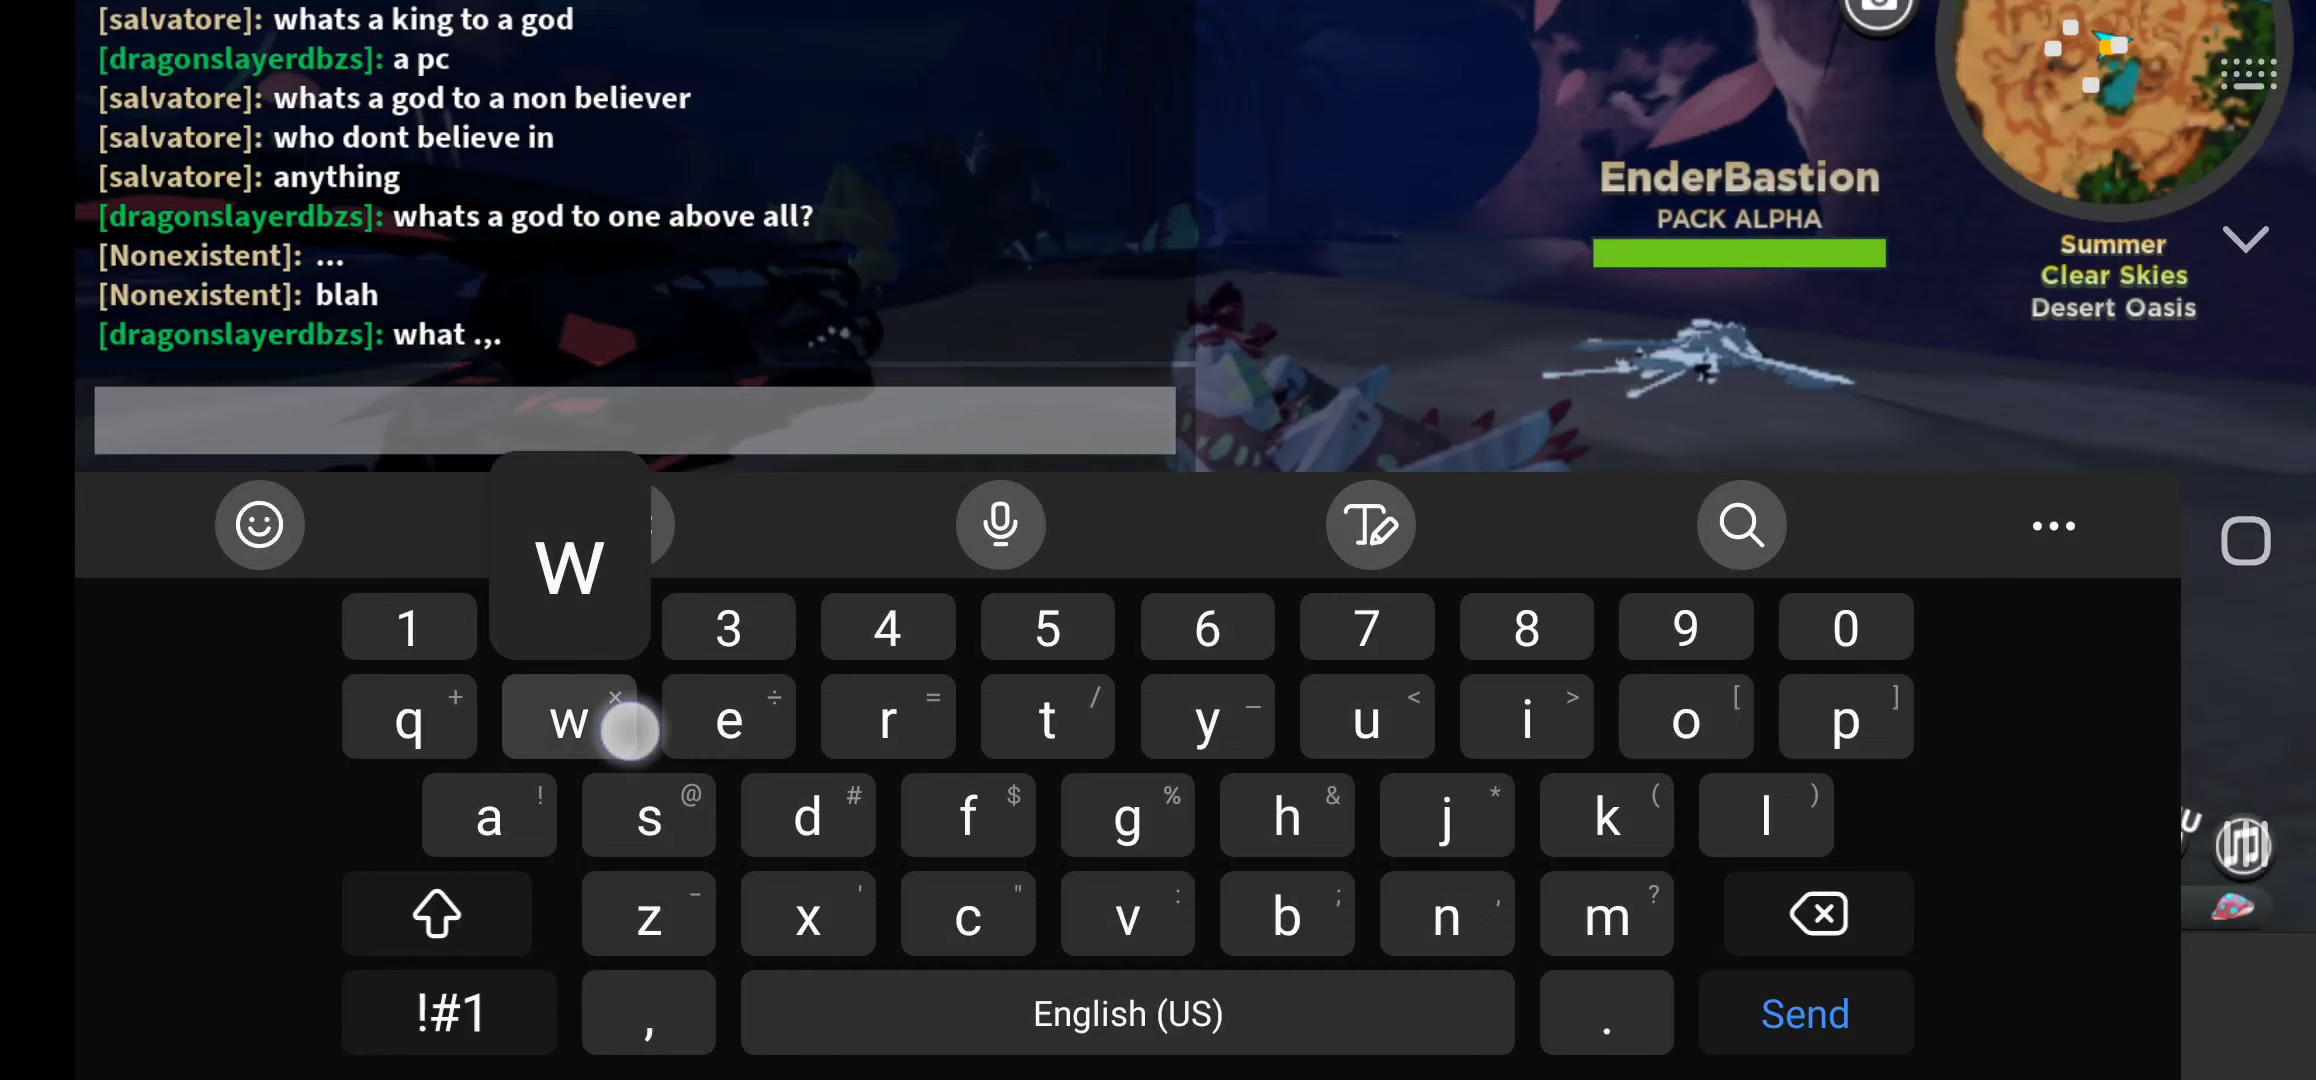 [salvatore]: whats a king to a god
[dragonslayerdbzs]: a pc
[salvatore]: whats a god to a non believer
[salvatore]: who dont believe in
[salvatore]: anything
[dragonslayerdbzs]: whats a god to one above all?
[Nonexistent]: ...
[Nonexistent]: blah
[dragonslayerdbzs]: what .,.
EnderBastion
PACK ALPHA
Summer
Clear Skies
Desert Oasis
w
1 3 4 5 6 7 8 9 0
q + w × e ÷ r = t / y _ u < i > o [ p ]
a ! s @ d # f $ g % h & j * k ( l )
z - x ' c " v : b ; n , m ?
!#1 , English (US) . Send